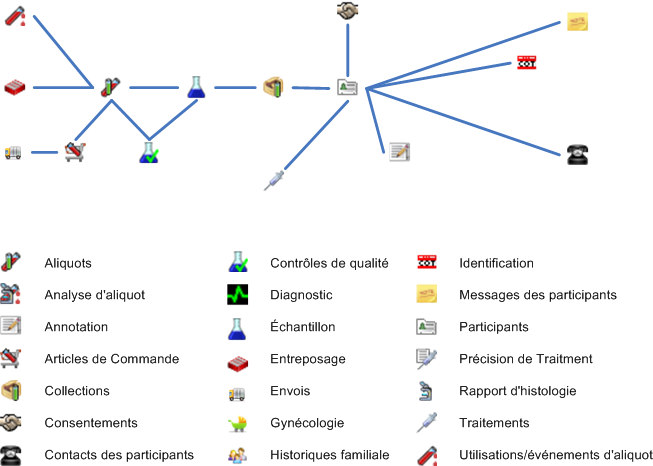 Aliquots
Contrôles de qualité
Identification
Analyse d'aliquot
Diagnostic
Messages des participants
Annotation
Échantillon
Participants
Articles de Commande
Entreposage
Précision de Traitment
Collections
Envois
Rapport d'histologie
Consentements
Gynécologie
Traitements
Contacts des participants
Historiques familiale
Utilisations/événements d'aliquot